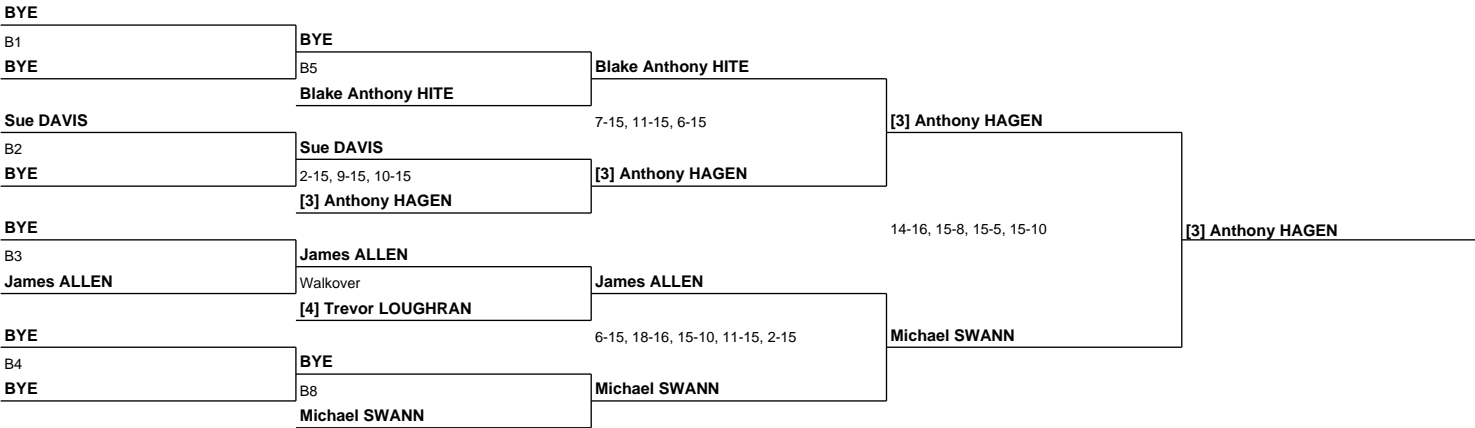 BYE
B1
BYE
BYE
B5
Blake Anthony HITE
Blake Anthony HITE
Sue DAVIS
B2
BYE
Sue DAVIS
2-15, 9-15, 10-15
[3] Anthony HAGEN
7-15, 11-15, 6-15
[3] Anthony HAGEN
[3] Anthony HAGEN
BYE
B3
James ALLEN
James ALLEN
Walkover
[4] Trevor LOUGHRAN
James ALLEN
BYE
B4
BYE
BYE
B8
Michael SWANN
6-15, 18-16, 15-10, 11-15, 2-15
Michael SWANN
Michael SWANN
14-16, 15-8, 15-5, 15-10
[3] Anthony HAGEN